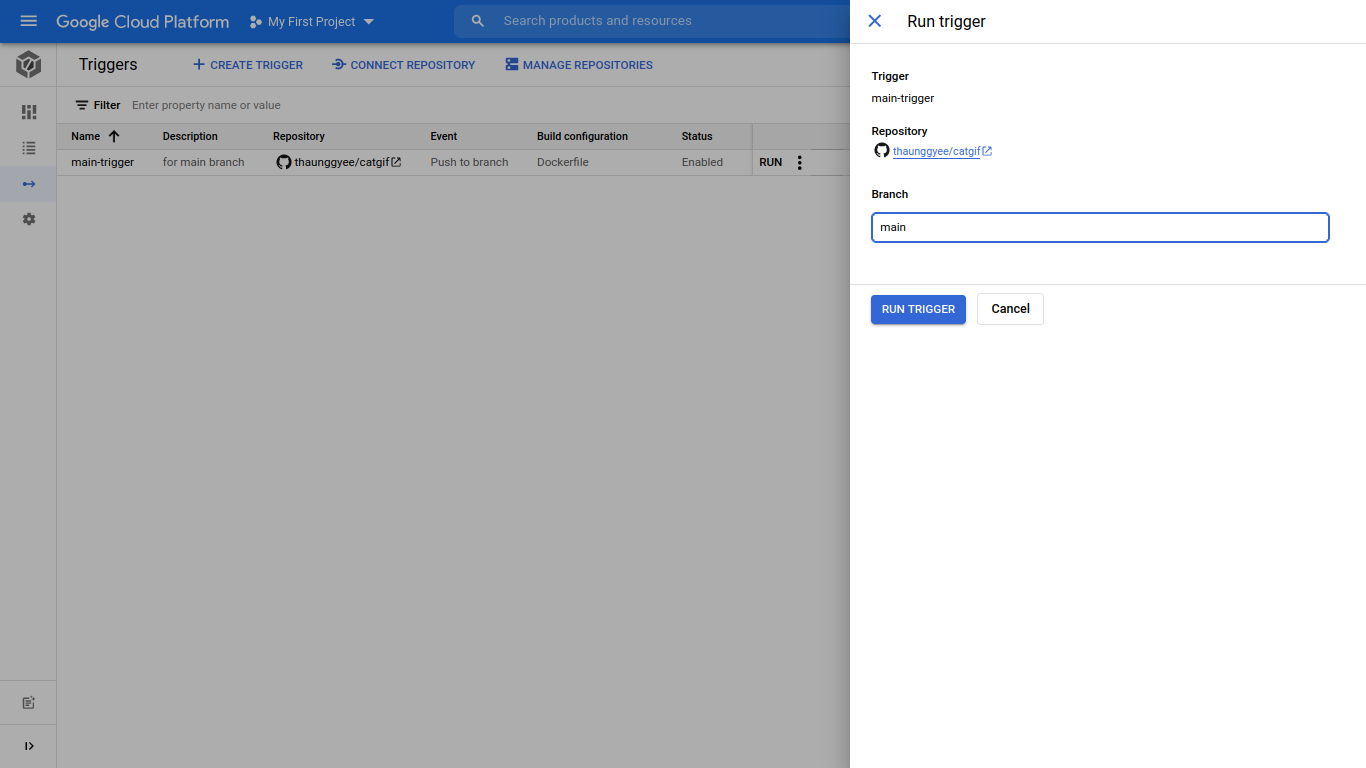 Google Cloud Platform My First Project Search products and resources
Run trigger
Triggers CREATE TRIGGER CONNECT REPOSITORY MANAGE REPOSITORIES
Filter Enter property name or value
Name Description Repository Event Build configuration Status
main-trigger for main branch thaunggyee/catgif Push to branch Dockerfile Enabled RUN
Trigger
main-trigger
Repository
thaunggyee/catgif
Branch
main
RUN TRIGGER Cancel